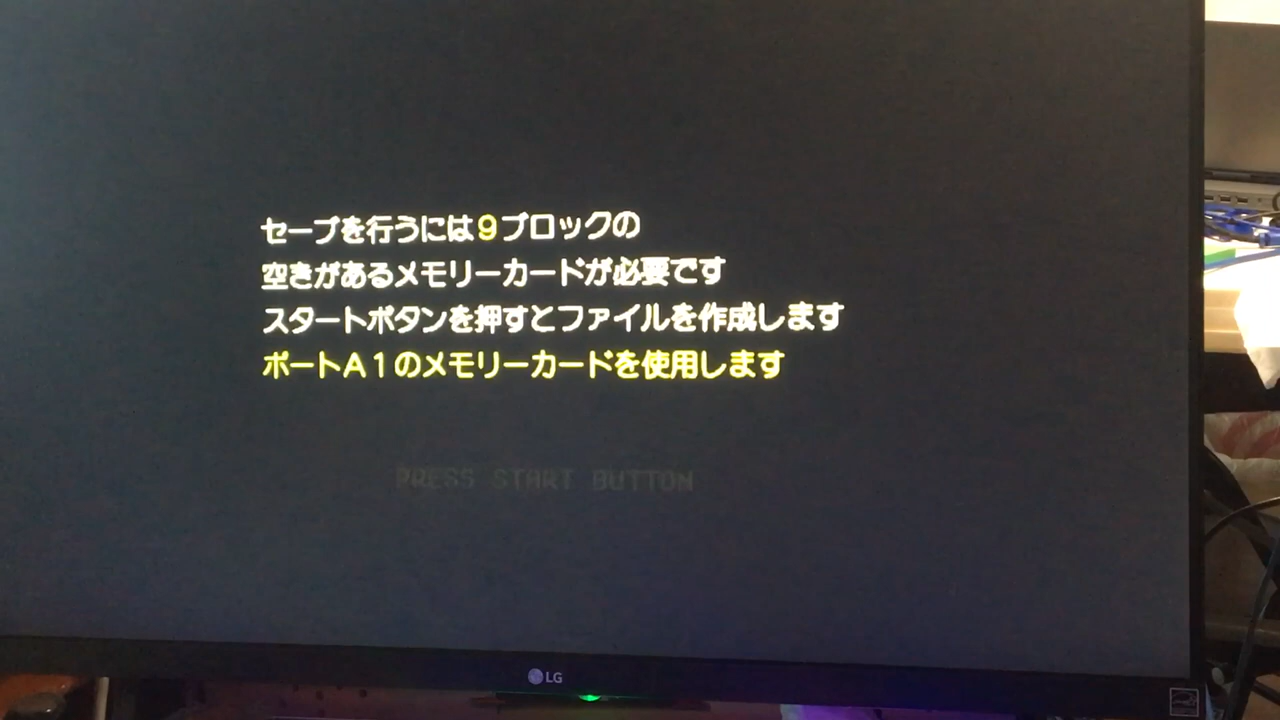 セーブを行うには9ブロックの
空きがあるメモリーカードが必要です
スタートボタンを押すとファイルを作成します
ポートA1のメモリーカードを使用します
PRESS START BUTTON
LG